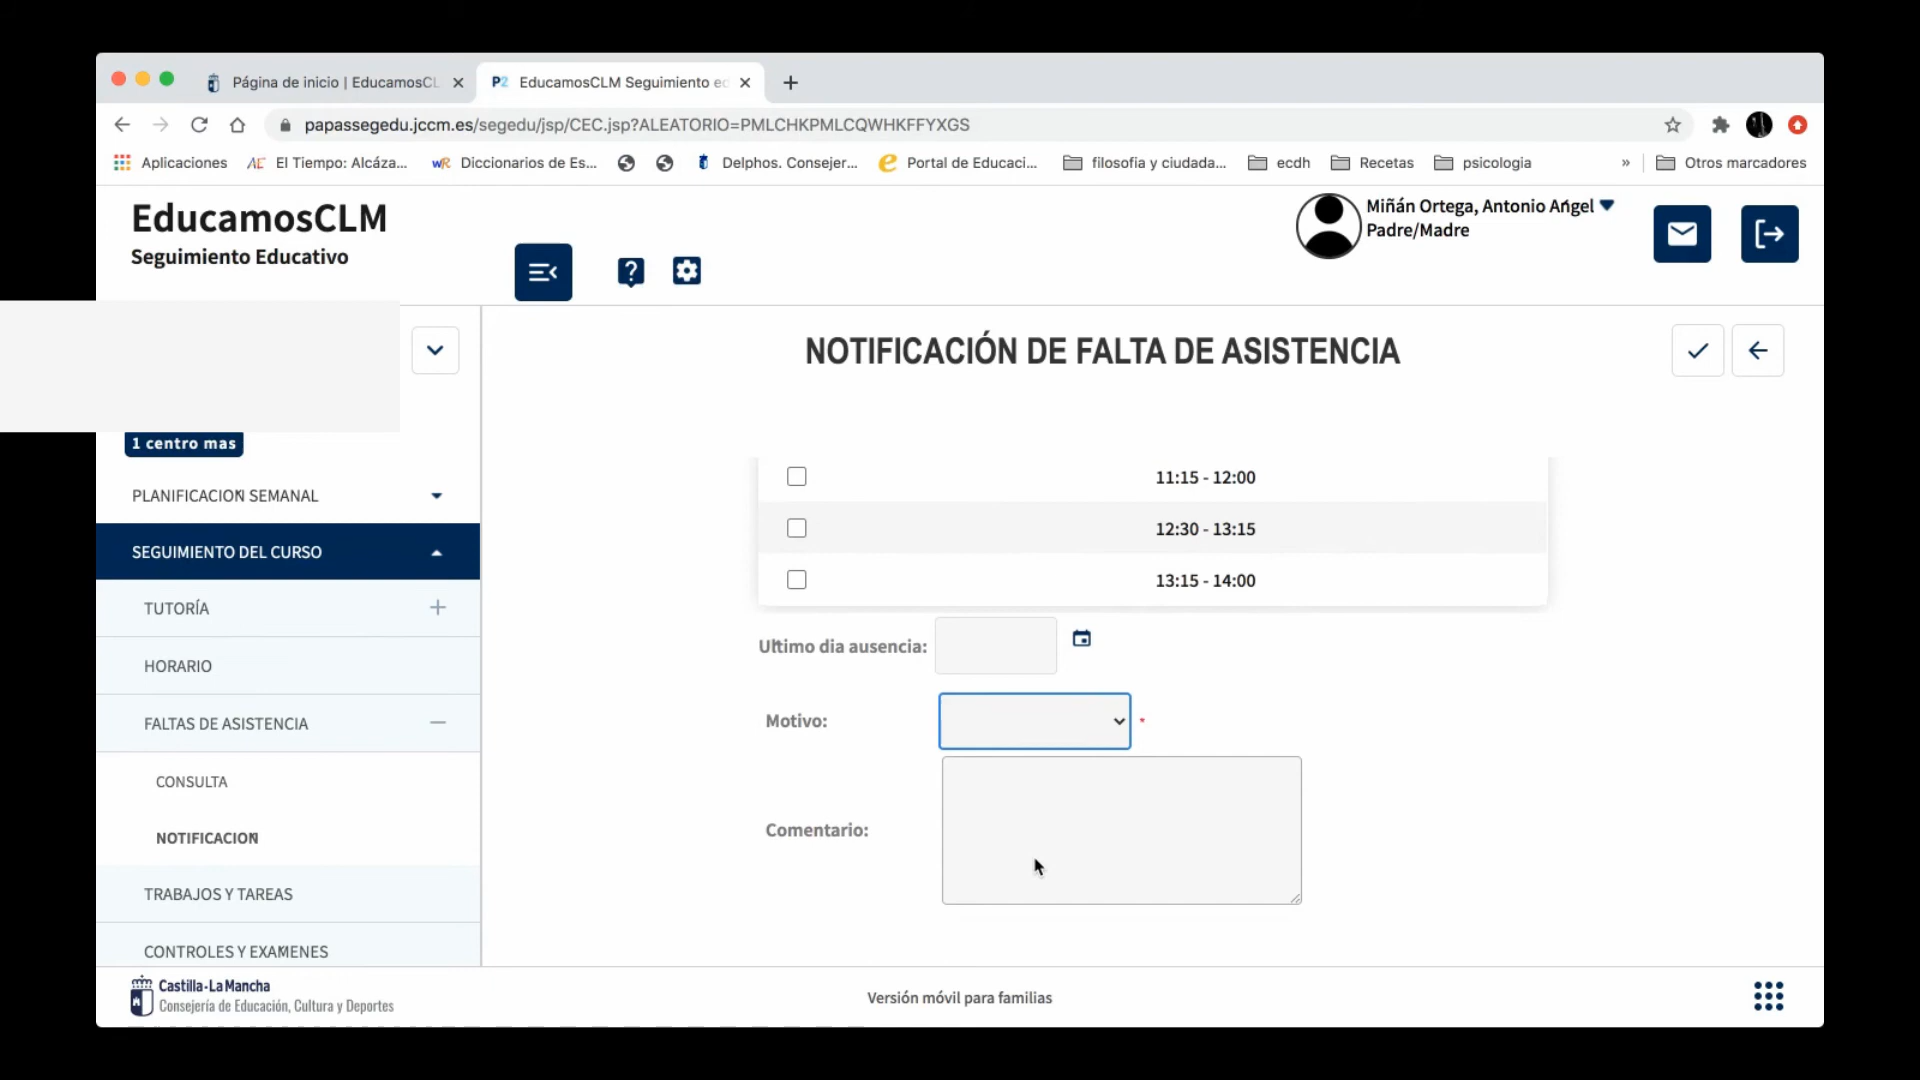 Página de inicio | EducamosCL
P2 EducamosCLM Seguimiento ed
papassegedu.jccm.es/segedu/jsp/CEC.jsp?ALEATORIO=PMLCHKPMLCQWHKFFYXGS
Aplicaciones
El Tiempo: Alcáza...
Diccionarios de Es...
Delphos. Consejer...
Portal de Educaci...
filosofia y ciudada...
ecdh
Recetas
psicologia
»
Otros marcadores
EducamosCLM
Seguimiento Educativo
Miñán Ortega, Antonio Angel
Padre/Madre
NOTIFICACIÓN DE FALTA DE ASISTENCIA
1 centro mas
PLANIFICACION SEMANAL
SEGUIMIENTO DEL CURSO
TUTORÍA
HORARIO
FALTAS DE ASISTENCIA
CONSULTA
NOTIFICACION
TRABAJOS Y TAREAS
CONTROLES Y EXAMENES
11:15 - 12:00
12:30 - 13:15
13:15 - 14:00
Ultimo dia ausencia:
Motivo: *
Comentario:
Castilla-La Mancha
Consejería de Educación, Cultura y Deportes
Versión móvil para familias